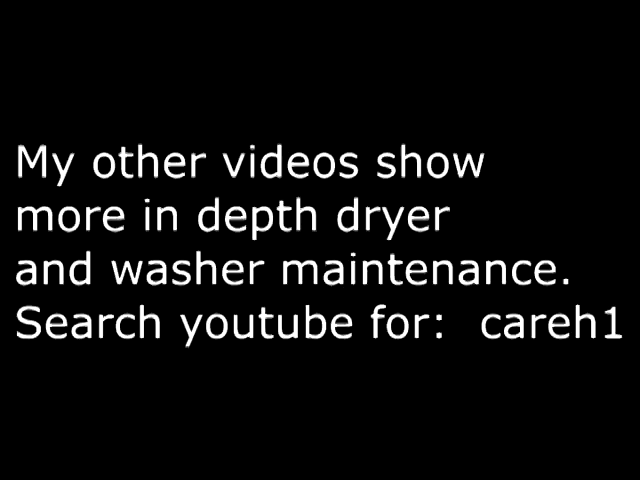 My other videos show
more in depth dryer
and washer maintenance.
Search youtube for:  careh1